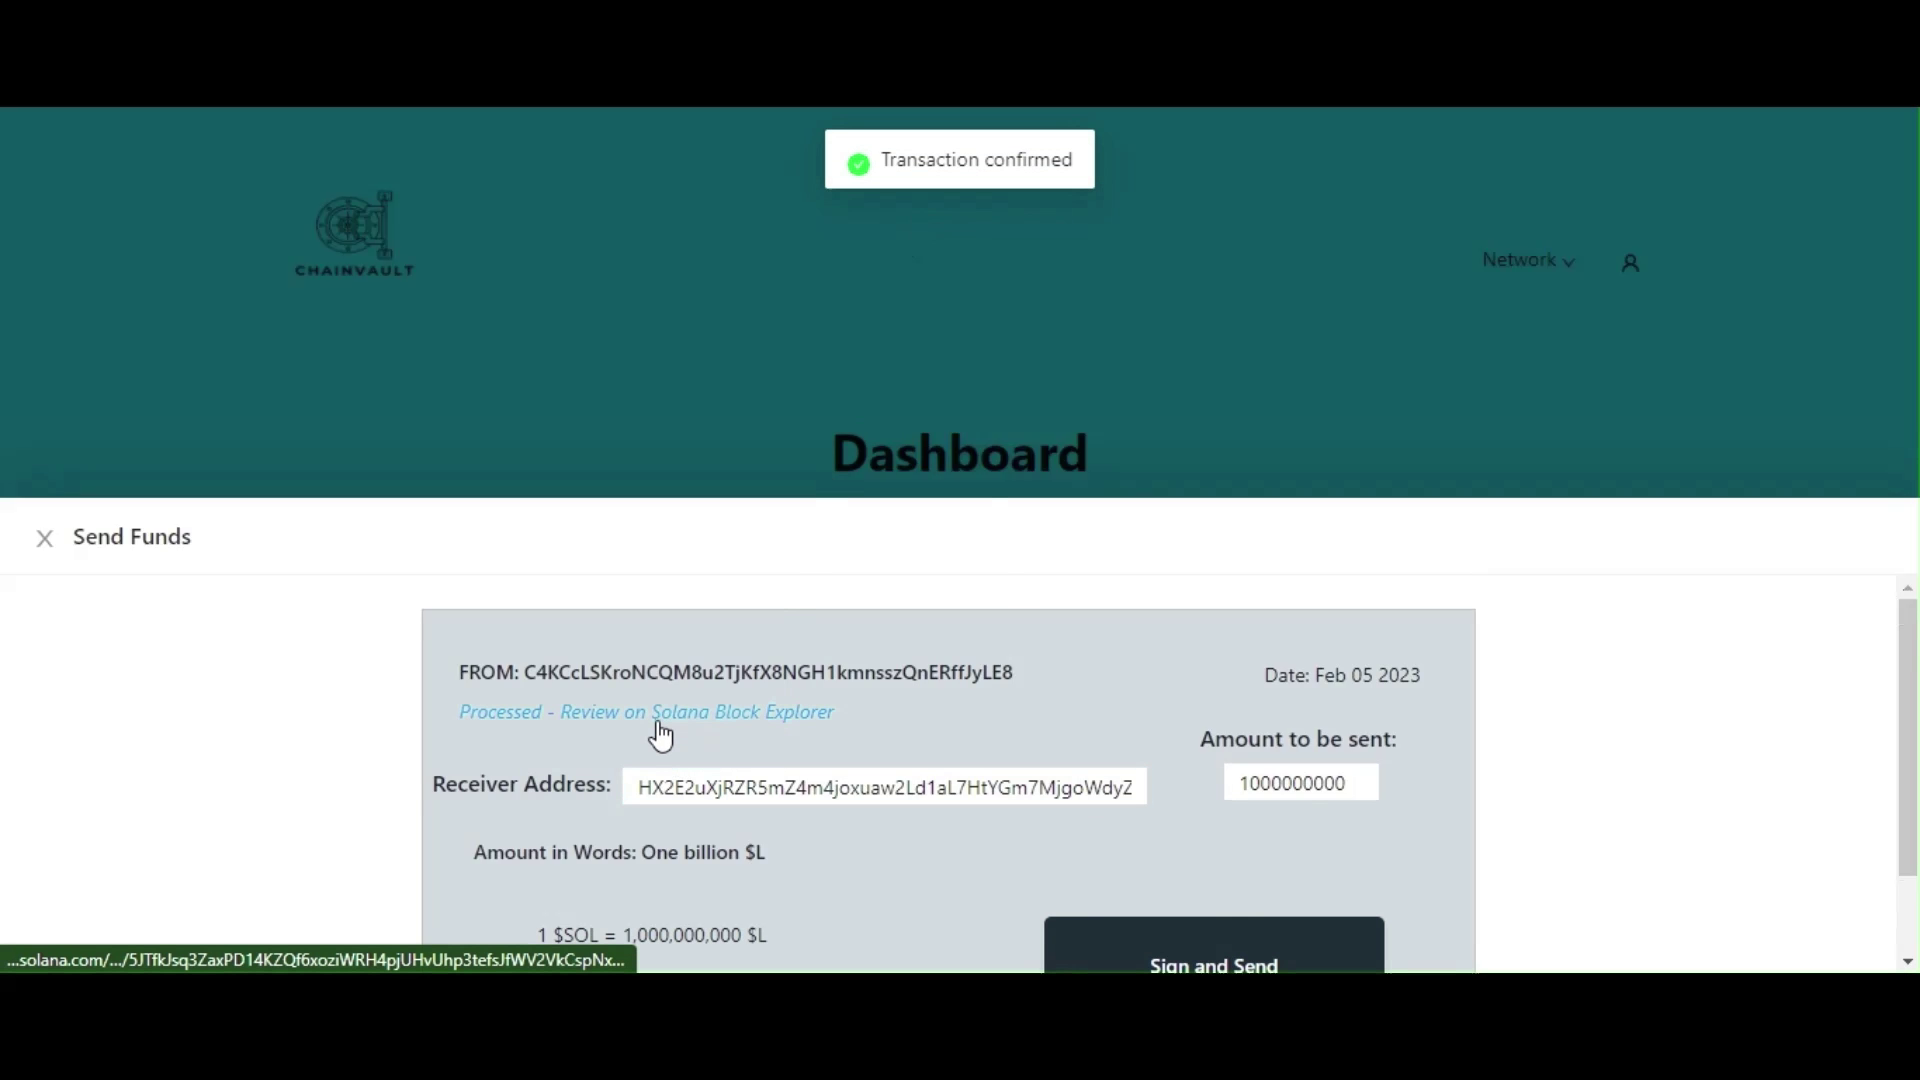 Transaction confirmed
CHAINVAULT
Network
Dashboard
X Send Funds
FROM: C4KCcLSKroNCQM8u2TjKfX8NGH1kmnsszQnERffJyLE8
Date: Feb 05 2023
Processed - Review on Solana Block Explorer
Amount to be sent:
Receiver Address: HX2E2uXjRZR5mZ4m4joxuaw2Ld1aL7HtYGm7MjgoWdyZ
1000000000
Amount in Words: One billion $L
1 $SOL = 1,000,000,000 $L
Sign and Send
...solana.com/.../5JTfkJsq3ZaxPD14KZQf6xoziWRH4pjUHvUhp3tefsJfWV2VkCspNx...